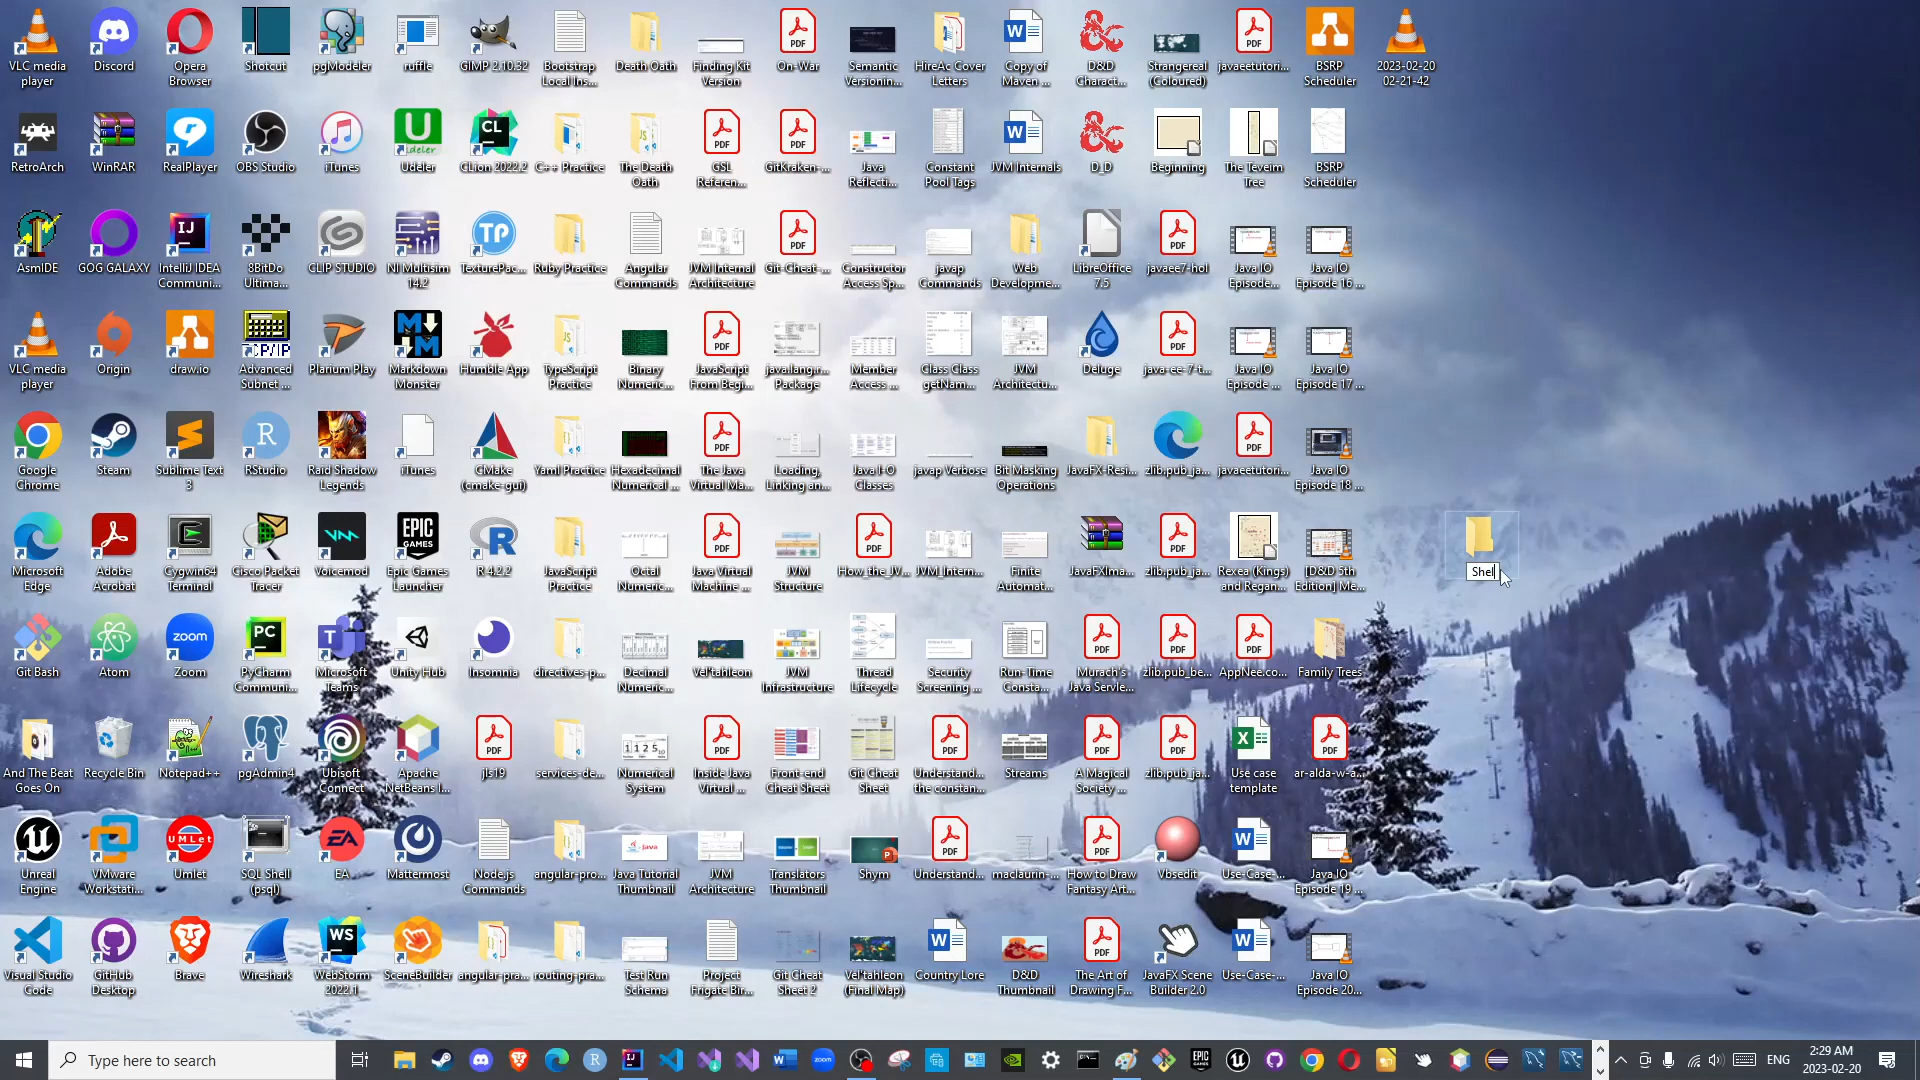 VLC media player
Discord
Opera Browser
Shotcut
pgModeler
ruffle
GIMP 2.10.32
Bootstrap Local Ins...
Death Oath
Finding Kit Version
On-War
Semantic Versionin...
HireAc Cover Letters
Copy of Maven ...
D&D Charact...
Strangereal (Coloured)
javaeetutori...
BSRP Scheduler
2023-02-20 02-21-42
RetroArch
WinRAR
RealPlayer
OBS Studio
iTunes
Udeler
CLion 2022.2
C++ Practice
The Death Oath
GSL Referen...
GitKraken-...
Java Reflecti...
Constant Pool Tags
JVM Internals
D_D
Beginning
The Teveim Tree
BSRP Scheduler
AsmIDE
GOG GALAXY
IntelliJ IDEA Communi...
8BitDo Ultima...
CLIP STUDIO
NI Multisim 14.2
TexturePac...
Ruby Practice
Angular Commands
JVM Internal Architecture
Git-Cheat-...
Constructor Access Sp...
javap Commands
Web Developme...
LibreOffice 7.5
javaee7-hol
Java IO Episode...
Java IO Episode 16 ...
VLC media player
Origin
draw.io
Advanced Subnet ...
Plarium Play
Markdown Monster
Humble App
TypeScript Practice
Binary Numeric...
JavaScript From Begi...
java.lang.r... Package
Member Access ...
Class Class getNam...
JVM Architectu...
Deluge
java-ee-7-t...
Java IO Episode ...
Java IO Episode 17 ...
Google Chrome
Steam
Sublime Text 3
RStudio
Raid Shadow Legends
iTunes
CMake (cmake-gui)
Yaml Practice
Hexadecimal Numerical ...
The Java Virtual Ma...
Loading, Linking an...
Java I-O Classes
javap Verbose
Bit Masking Operations
JavaFX-Resi...
zlib.pub_ja...
javaeetutori...
Java IO Episode 18 ...
Microsoft Edge
Adobe Acrobat
Cygwin64 Terminal
Cisco Packet Tracer
Voicemod
Epic Games Launcher
R 4.2.2
JavaScript Practice
Octal Numeric...
Java Virtual Machine ...
JVM Structure
How_the_JV...
JVM_Intern...
Finite Automat...
JavaFXIma...
zlib.pub_ja...
Rexea (Kings) and Regan...
[D&D 5th Edition] Me...
Shel
Git Bash
Atom
Zoom
PyCharm Communi...
Microsoft Teams
Unity Hub
Insomnia
directives-p...
Decimal Numeric...
Vel'tahleon
JVM Infrastructure
Thread Lifecycle
Security Screening ...
Run-Time Consta...
Murach's Java Servle...
zlib.pub_be...
AppNee.co...
Family Trees
And The Beat Goes On
Recycle Bin
Notepad++
pgAdmin4
Ubisoft Connect
Apache NetBeans I...
jls19
services-de...
Numerical System
Inside Java Virtual ...
Front-end Cheat Sheet
Git Cheat Sheet
Understand... the constan...
Streams
A Magical Society ...
zlib.pub_ja...
Use case template
ar-alda-w-a...
Unreal Engine
VMware Workstati...
Umlet
SQL Shell (psql)
EA
Mattermost
Node.js Commands
angular-pro...
Java Tutorial Thumbnail
JVM Architecture
Translators Thumbnail
Shym
Understand...
maclaurin-...
How to Draw Fantasy Art...
Vbsedit
Use-Case-...
Java IO Episode 19 ...
Visual Studio Code
GitHub Desktop
Brave
Wireshark
WebStorm 2022.1
SceneBuilder
angular-pra...
routing-pra...
Test Run Schema
Project Frigate Bir...
Git Cheat Sheet 2
Vel'tahleon (Final Map)
Country Lore
D&D Thumbnail
The Art of Drawing F...
JavaFX Scene Builder 2.0
Use-Case-...
Java IO Episode 20...
Type here to search
ENG
2:29 AM
2023-02-20